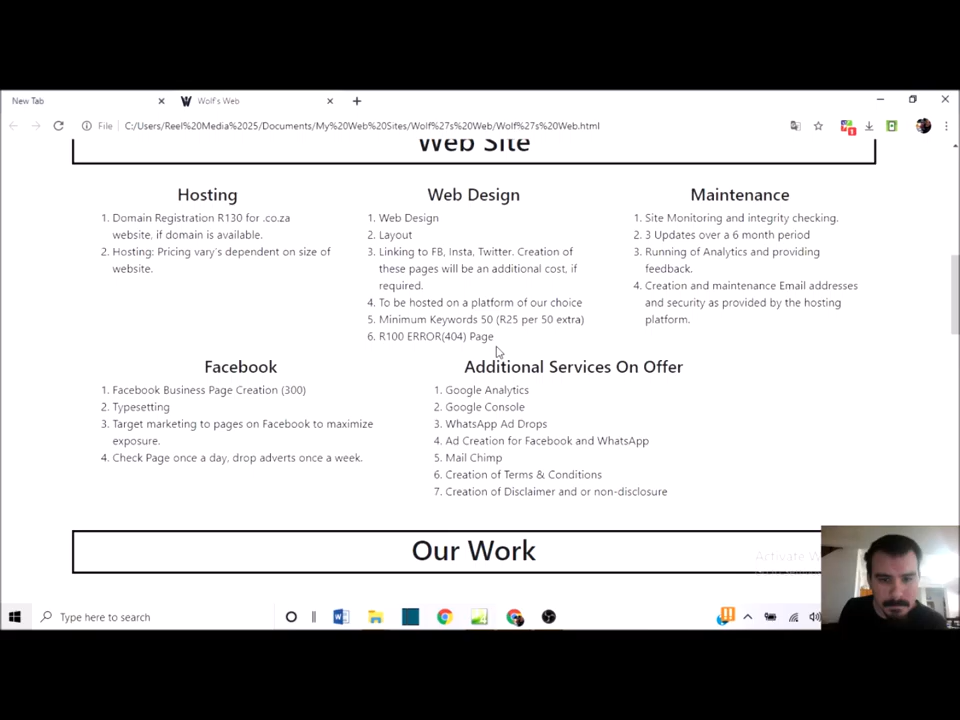 New Tab
Wolf's Web
File
C:/Users/Reel%20Media%2025/Documents/My%20Web%20Sites/Wolf%27s%20Web/Wolf%27s%20Web.html
Web Site
Hosting
1. Domain Registration R130 for .co.za
website, if domain is available.
2. Hosting: Pricing vary´s dependent on size of
website.
Web Design
1. Web Design
2. Layout
3. Linking to FB, Insta, Twitter. Creation of
these pages will be an additional cost, if
required.
4. To be hosted on a platform of our choice
5. Minimum Keywords 50 (R25 per 50 extra)
6. R100 ERROR(404) Page
Maintenance
1. Site Monitoring and integrity checking.
2. 3 Updates over a 6 month period
3. Running of Analytics and providing
feedback.
4. Creation and maintenance Email addresses
and security as provided by the hosting
platform.
Facebook
1. Facebook Business Page Creation (300)
2. Typesetting
3. Target marketing to pages on Facebook to maximize
exposure.
4. Check Page once a day, drop adverts once a week.
Additional Services On Offer
1. Google Analytics
2. Google Console
3. WhatsApp Ad Drops
4. Ad Creation for Facebook and WhatsApp
5. Mail Chimp
6. Creation of Terms & Conditions
7. Creation of Disclaimer and or non-disclosure
Our Work
Activate W
Type here to search